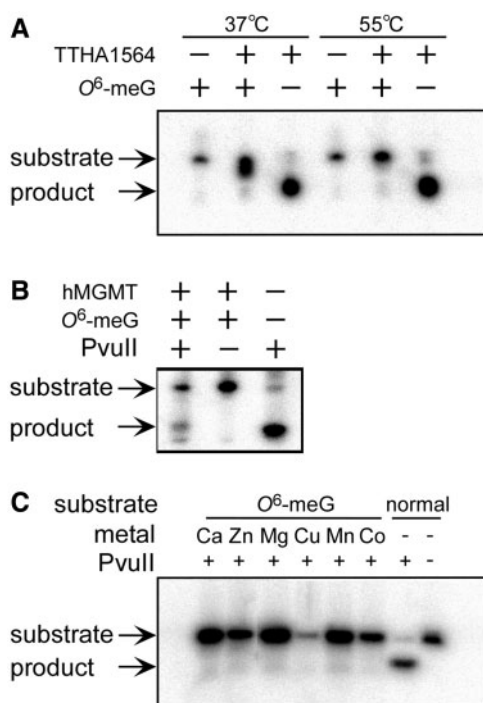 A 37℃ 55℃
TTHA1564 − + + − + +
O⁶-meG + + − + + −
substrate
product
B
hMGMT + + −
O⁶-meG + + −
PvuII + − +
substrate
product
C substrate O⁶-meG normal
metal Ca Zn Mg Cu Mn Co - -
PvuII + + + + + + + -
substrate
product